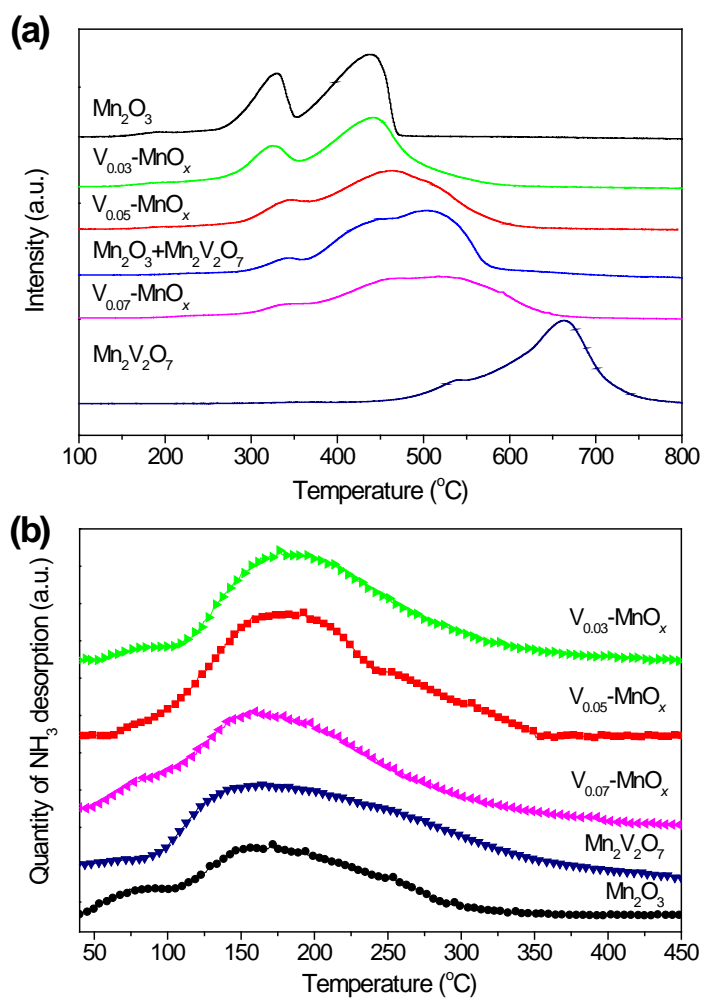 (a)
Intensity (a.u.)
Mn₂O₃
V₀.₀₃-MnOₓ
V₀.₀₅-MnOₓ
Mn₂O₃+Mn₂V₂O₇
V₀.₀₇-MnOₓ
Mn₂V₂O₇
100 200 300 400 500 600 700 800
Temperature (°C)
(b)
Quantity of NH₃ desorption (a.u.)
V₀.₀₃-MnOₓ
V₀.₀₅-MnOₓ
V₀.₀₇-MnOₓ
Mn₂V₂O₇
Mn₂O₃
50 100 150 200 250 300 350 400 450
Temperature (°C)